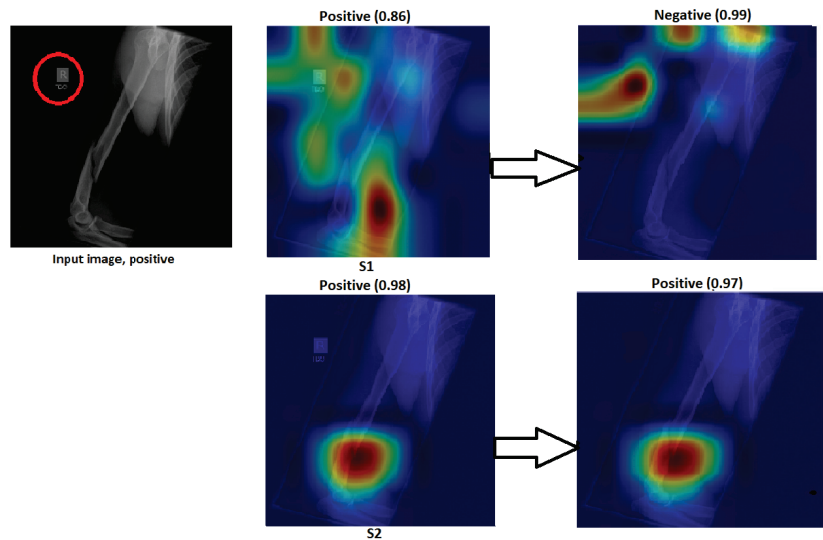 Positive (0.86)
Negative (0.99)
R
Input image, positive
S1
Positive (0.98)
Positive (0.97)
R
S2